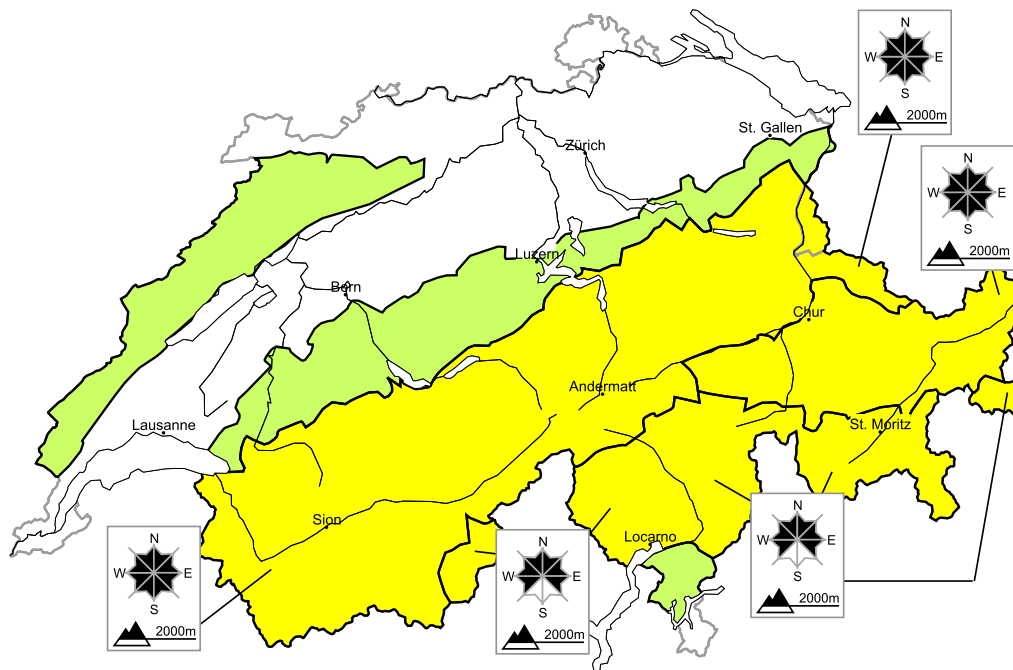 N
W E
S
2000m
St. Gallen
Zürich
N
W E
S
2000m
Luzern
Bern
Chur
Andermatt
Lausanne
St. Moritz
Sion
Locarno
N
W E
S
2000m
N
W E
S
2000m
N
W E
S
2000m